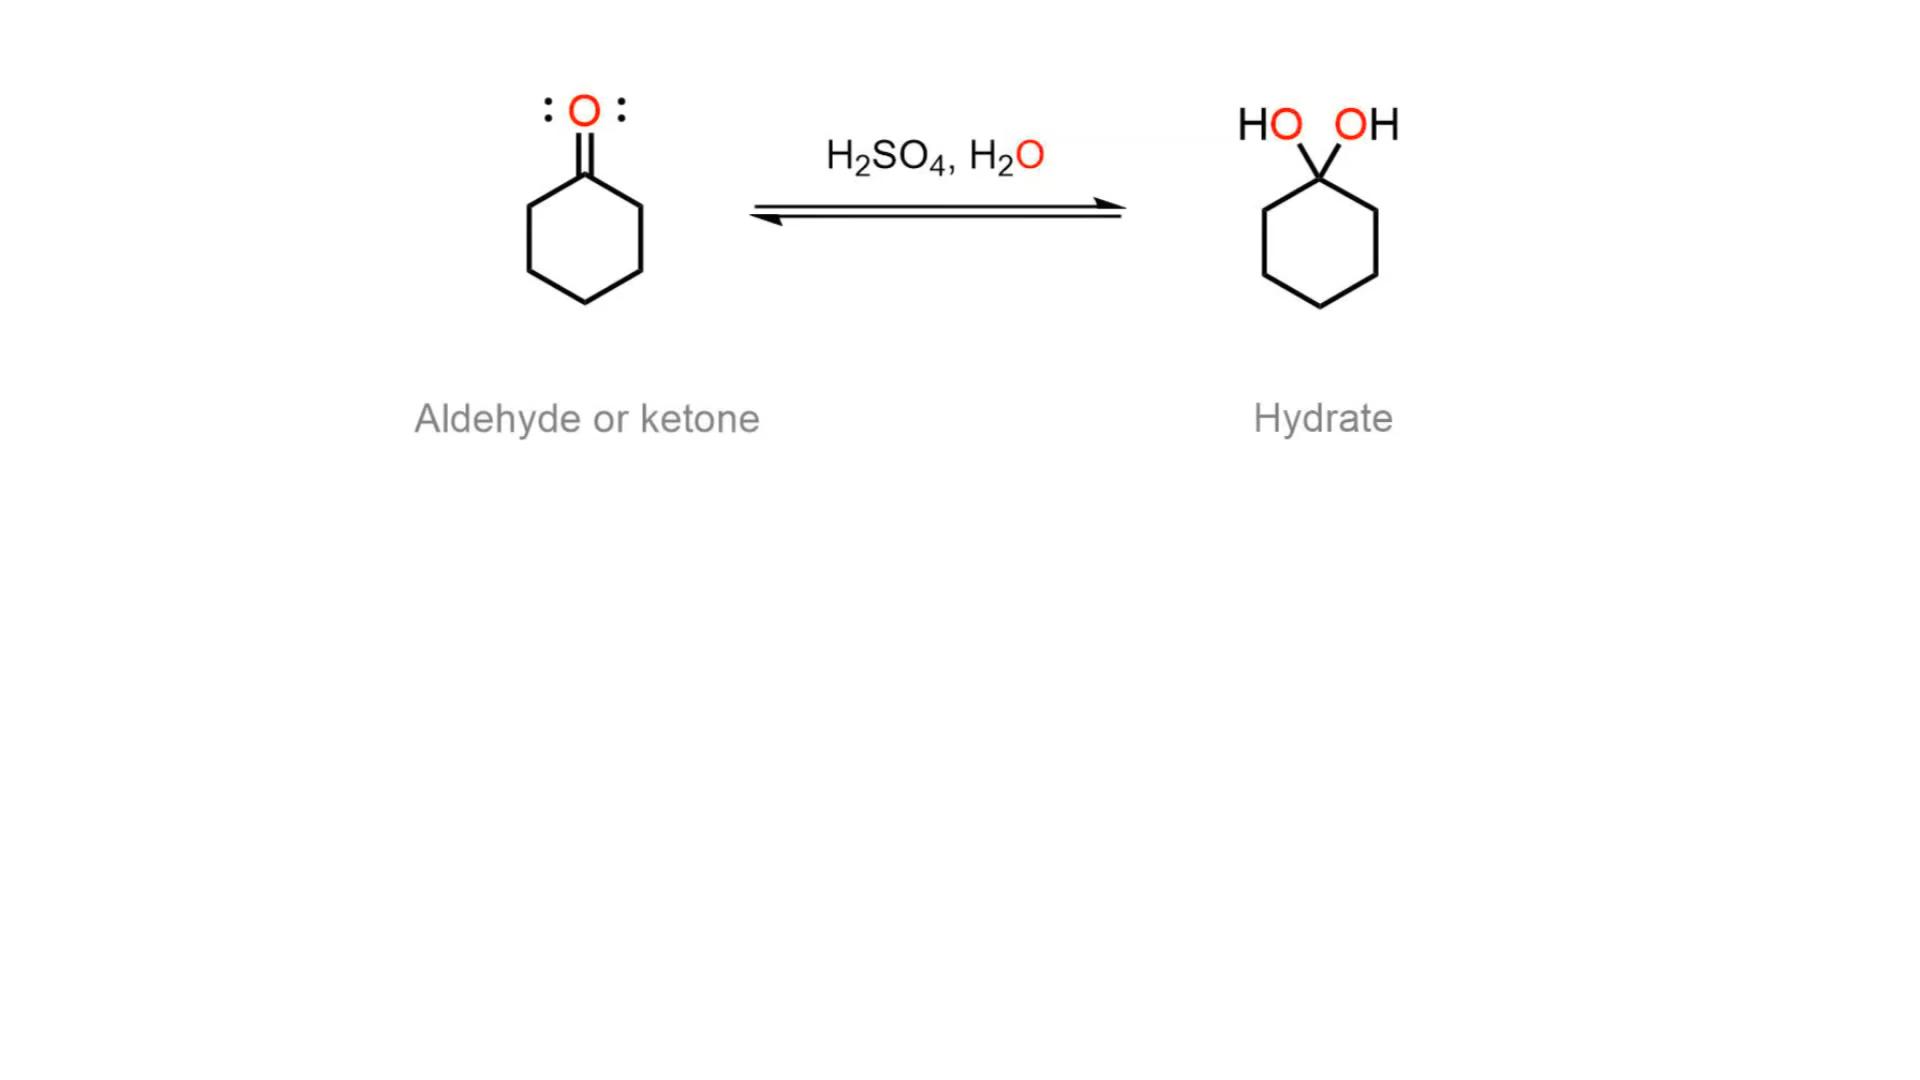 :O:
H₂SO₄, H₂O
HO OH
Aldehyde or ketone
Hydrate